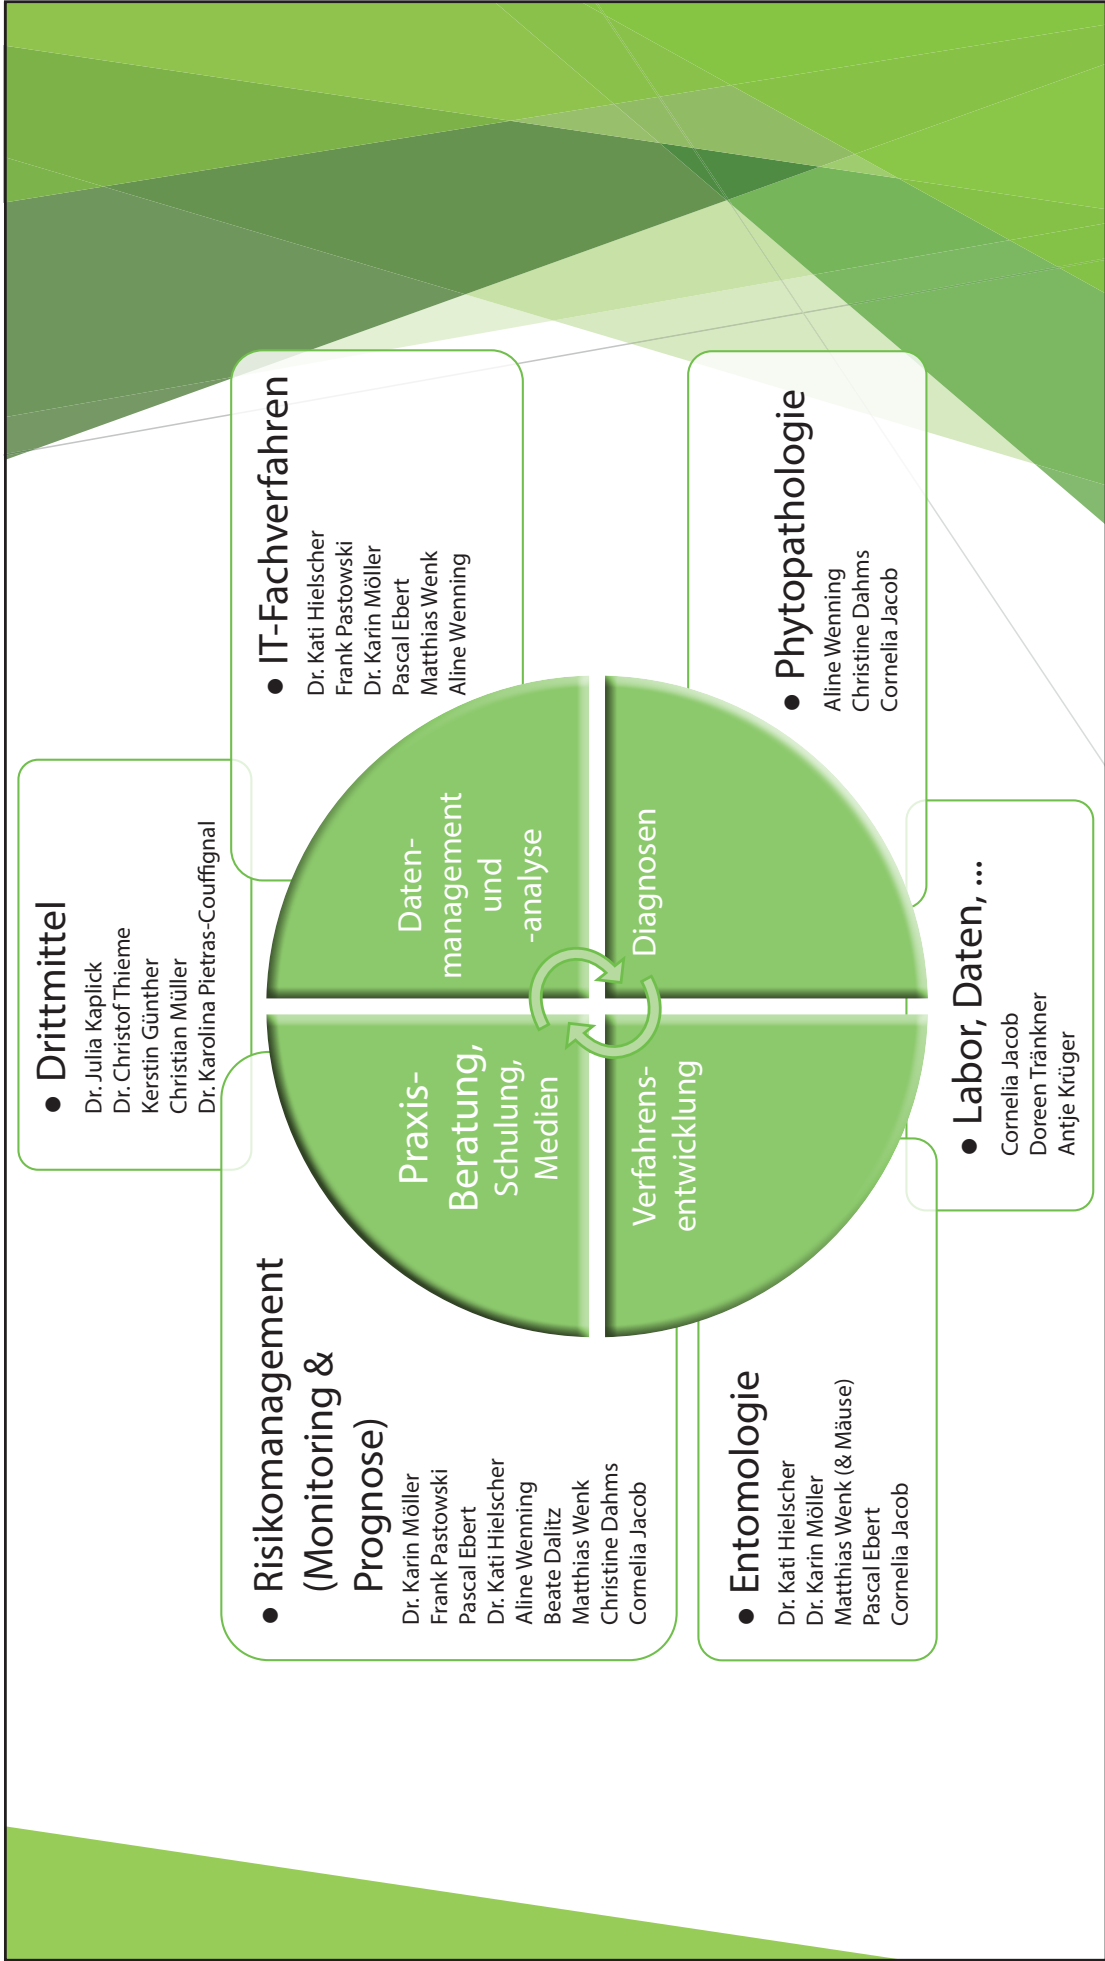 • Drittmittel
Dr. Julia Kaplick
Dr. Christof Thieme
Kerstin Günther
Christian Müller
Dr. Karolina Pietras-Couffignal
• Risikomanagement
(Monitoring &
Prognose)
Dr. Karin Möller
Frank Pastowski
Pascal Ebert
Dr. Kati Hielscher
Aline Wenning
Beate Dalitz
Matthias Wenk
Christine Dahms
Cornelia Jacob
• IT-Fachverfahren
Dr. Kati Hielscher
Frank Pastowski
Dr. Karin Möller
Pascal Ebert
Matthias Wenk
Aline Wenning
Praxis-
Beratung,
Schulung,
Medien
Daten-
management
und
-analyse
Verfahrens-
entwicklung
Diagnosen
• Entomologie
Dr. Kati Hielscher
Dr. Karin Möller
Matthias Wenk (& Mäuse)
Pascal Ebert
Cornelia Jacob
• Phytopathologie
Aline Wenning
Christine Dahms
Cornelia Jacob
• Labor, Daten, ...
Cornelia Jacob
Doreen Tränkner
Antje Krüger